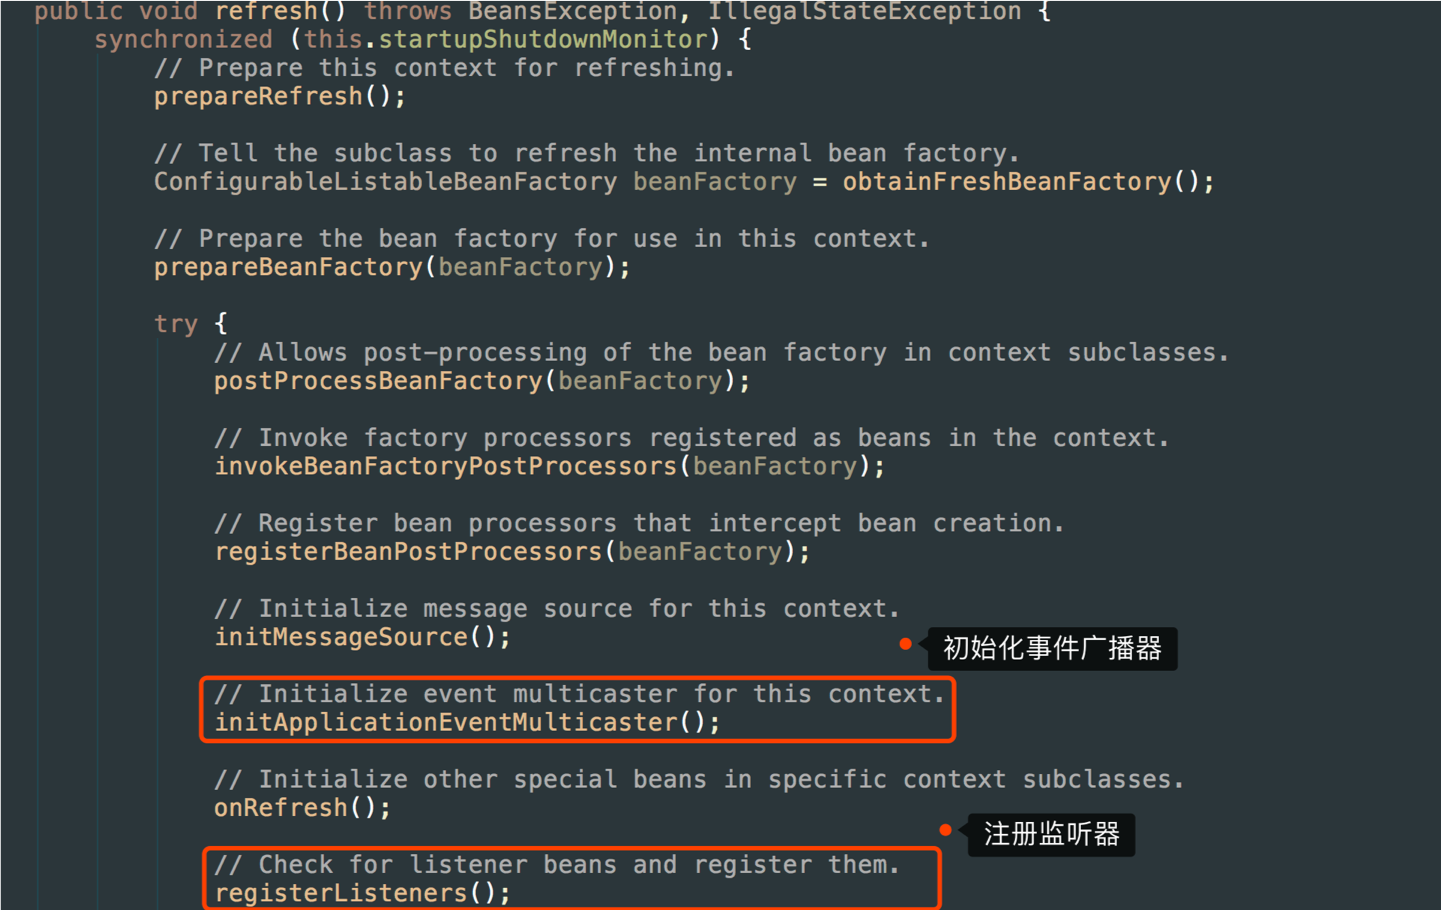 public void refresh() throws BeansException, IllegalStateException {
synchronized (this.startupShutdownMonitor) {
// Prepare this context for refreshing.
prepareRefresh();
// Tell the subclass to refresh the internal bean factory.
ConfigurableListableBeanFactory beanFactory = obtainFreshBeanFactory();
// Prepare the bean factory for use in this context.
prepareBeanFactory(beanFactory);
try {
// Allows post-processing of the bean factory in context subclasses.
postProcessBeanFactory(beanFactory);
// Invoke factory processors registered as beans in the context.
invokeBeanFactoryPostProcessors(beanFactory);
// Register bean processors that intercept bean creation.
registerBeanPostProcessors(beanFactory);
// Initialize message source for this context.
initMessageSource();
初始化事件广播器
// Initialize event multicaster for this context.
initApplicationEventMulticaster();
// Initialize other special beans in specific context subclasses.
onRefresh();
注册监听器
// Check for listener beans and register them.
registerListeners();